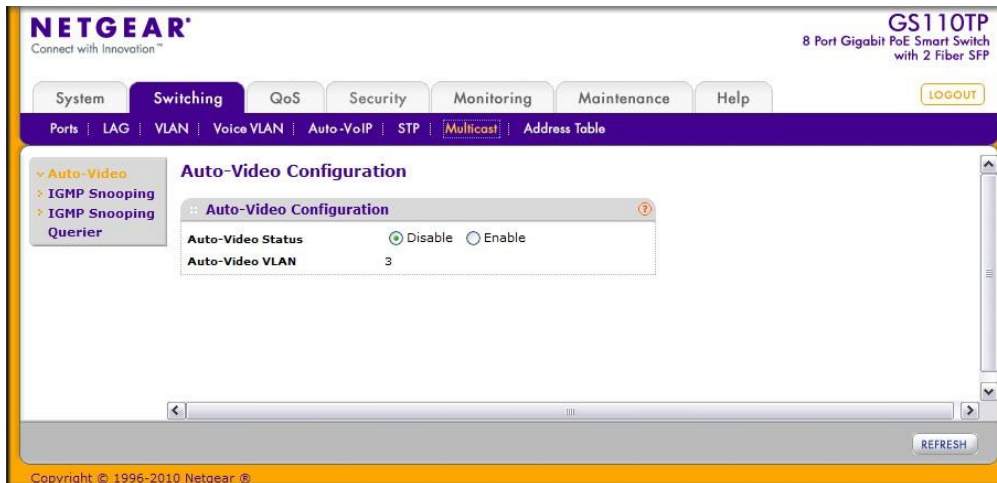 NETGEAR®
Connect with Innovation™
GS110TP
8 Port Gigabit PoE Smart Switch
with 2 Fiber SFP
System
Switching
QoS
Security
Monitoring
Maintenance
Help
LOGOUT
Ports | LAG | VLAN | Voice VLAN | Auto-VoIP | STP | Multicast | Address Table
Auto-Video
IGMP Snooping
IGMP Snooping
Querier
Auto-Video Configuration
Auto-Video Configuration
?
Auto-Video Status Disable Enable
Auto-Video VLAN 3
REFRESH
Copyright © 1996-2010 Netgear ®